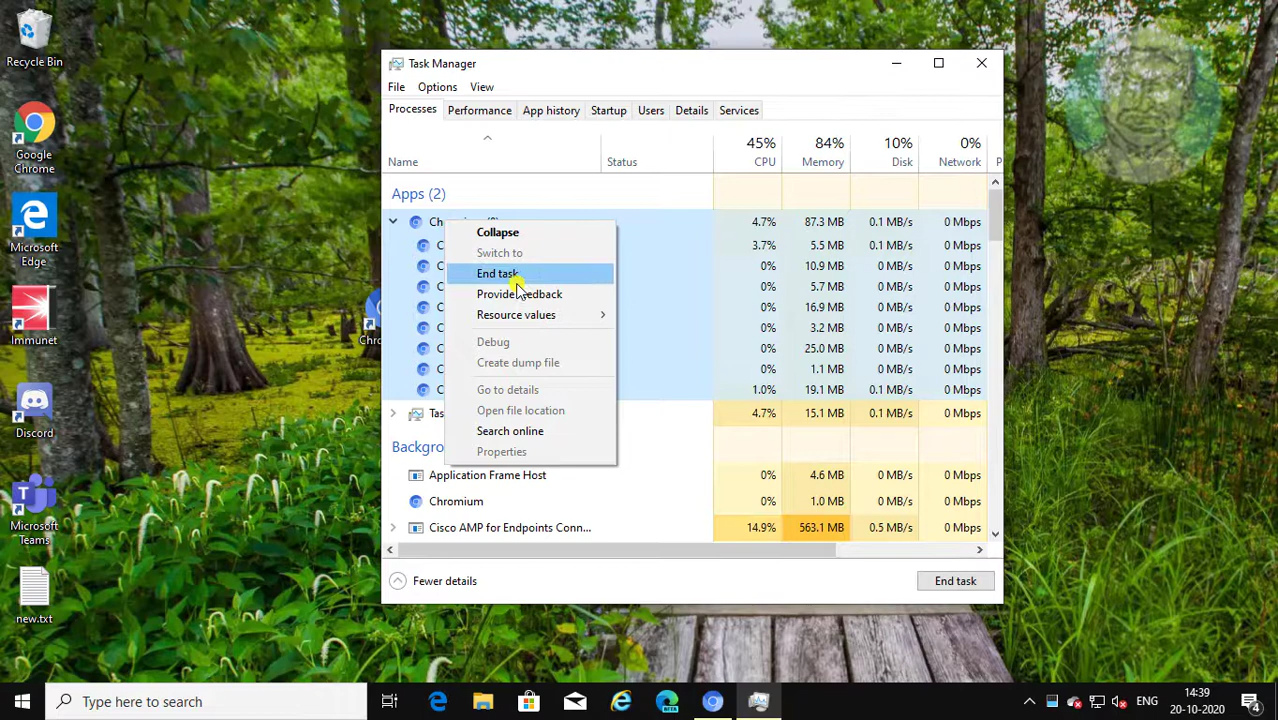 Recycle Bin
Google
Chrome
Microsoft
Edge
Immunet
Discord
Microsoft
Teams
new.txt
Task Manager
File Options View
Processes Performance App history Startup Users Details Services
45% 84% 10% 0%
Name Status CPU Memory Disk Network P
Apps (2)
4.7% 87.3 MB 0.1 MB/s 0 Mbps
C 3.7% 5.5 MB 0.1 MB/s 0 Mbps
C 0% 10.9 MB 0 MB/s 0 Mbps
C 0% 5.7 MB 0 MB/s 0 Mbps
C 0% 16.9 MB 0 MB/s 0 Mbps
C 0% 3.2 MB 0 MB/s 0 Mbps
C 0% 25.0 MB 0 MB/s 0 Mbps
C 0% 1.1 MB 0 MB/s 0 Mbps
C 1.0% 19.1 MB 0.1 MB/s 0 Mbps
Tas 4.7% 15.1 MB 0.1 MB/s 0 Mbps
Backgro
Application Frame Host 0% 4.6 MB 0 MB/s 0 Mbps
Chromium 0% 1.0 MB 0 MB/s 0 Mbps
Cisco AMP for Endpoints Conn... 14.9% 563.1 MB 0.5 MB/s 0 Mbps
Collapse
Switch to
End task
Provide feedback
Resource values
Debug
Create dump file
Go to details
Open file location
Search online
Properties
Fewer details End task
Type here to search
ENG
14:39
20-10-2020
4